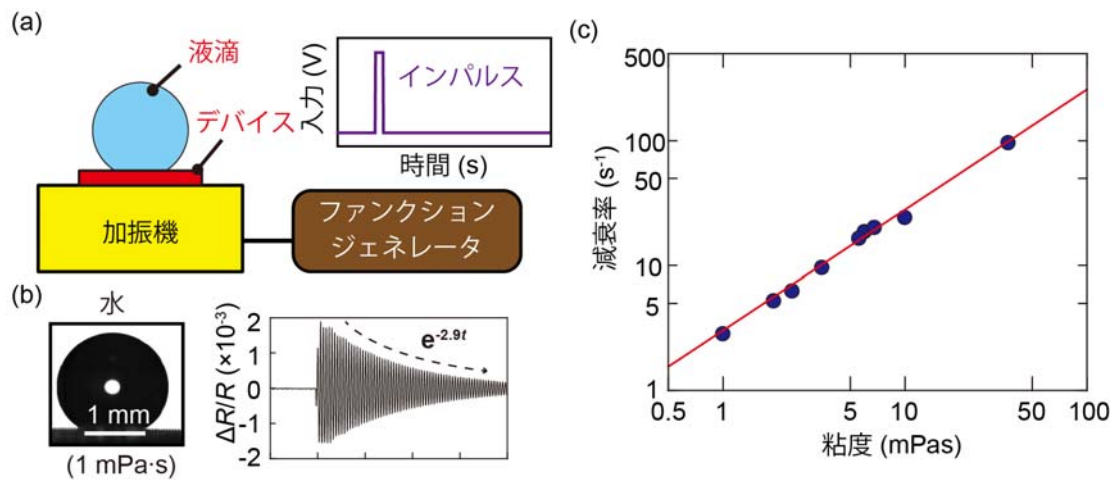 (a)
液滴
デバイス
加振機
ファンクション
ジェネレータ
入力 (V)
インパルス
時間 (s)
(b)
水
1 mm
(1 mPa·s)
ΔR/R (×10⁻³)
2
1
0
-1
-2
e⁻²·⁹ᵗ
(c)
減衰率 (s⁻¹)
500
100
50
10
5
1
0.5
1
5
10
50
100
粘度 (mPas)